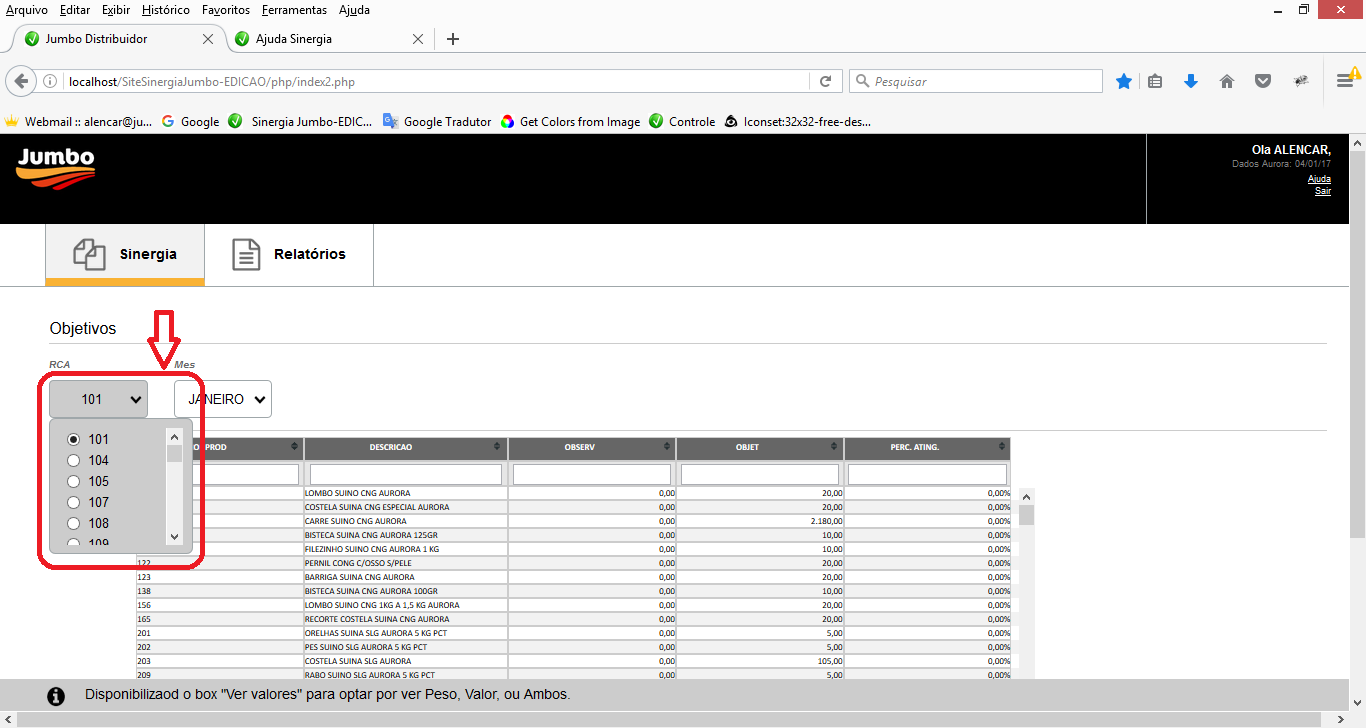 Arquivo Editar Exibir Histórico Favoritos Ferramentas Ajuda
Jumbo Distribuidor Ajuda Sinergia
localhost/SiteSinergiaJumbo-EDICAO/php/index2.php Pesquisar
Webmail :: alencar@ju... Google Sinergia Jumbo-EDIC... Google Tradutor Get Colors from Image Controle Iconset:32x32-free-des...
Jumbo
Ola ALENCAR,
Dados Aurora: 04/01/17
Ajuda
Sair
Sinergia Relatórios
Objetivos
RCA Mes
101 JANEIRO
101
104
105
107
108
109
PROD DESCRICAO OBSERV OBJET PERC. ATING.
LOMBO SUINO CNG AURORA 0,00 20,00 0,00%
COSTELA SUINA CNG ESPECIAL AURORA 0,00 20,00 0,00%
CARRE SUINO CNG AURORA 0,00 2.180,00 0,00%
BISTECA SUINA CNG AURORA 125GR 0,00 10,00 0,00%
FILEZINHO SUINO CNG AURORA 1 KG 0,00 10,00 0,00%
122 PERNIL CONG C/OSSO S/PELE 0,00 20,00 0,00%
123 BARRIGA SUINA CNG AURORA 0,00 20,00 0,00%
138 BISTECA SUINA CNG AURORA 100GR 0,00 10,00 0,00%
156 LOMBO SUINO CNG 1KG A 1,5 KG AURORA 0,00 20,00 0,00%
165 RECORTE COSTELA SUINA CNG AURORA 0,00 20,00 0,00%
201 ORELHAS SUINA SLG AURORA 5 KG PCT 0,00 5,00 0,00%
202 PES SUINO SLG AURORA 5 KG PCT 0,00 5,00 0,00%
203 COSTELA SUINA SLG AURORA 0,00 105,00 0,00%
209 RABO SUINO SLG AURORA 5 KG PCT 0,00 5,00 0,00%
Disponibilizaod o box "Ver valores" para optar por ver Peso, Valor, ou Ambos.